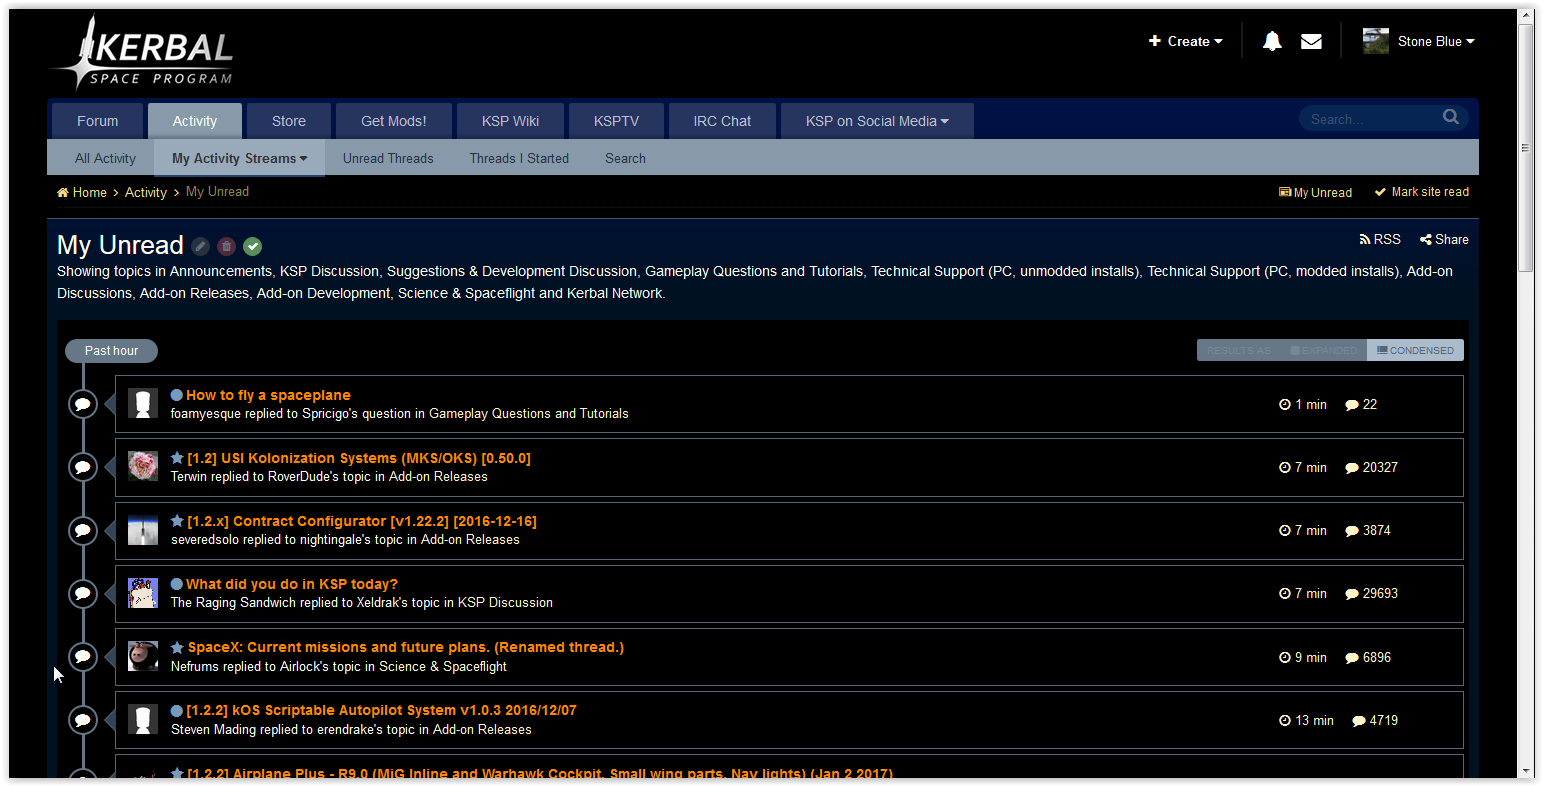 KERBAL
SPACE PROGRAM
Create
Stone Blue
Forum
Activity
Store
Get Mods!
KSP Wiki
KSPTV
IRC Chat
KSP on Social Media
Search...
All Activity
My Activity Streams
Unread Threads
Threads I Started
Search
Home > Activity > My Unread
My Unread
Mark site read
My Unread
RSS
Share
Showing topics in Announcements, KSP Discussion, Suggestions & Development Discussion, Gameplay Questions and Tutorials, Technical Support (PC, unmodded installs), Technical Support (PC, modded installs), Add-on
Discussions, Add-on Releases, Add-on Development, Science & Spaceflight and Kerbal Network.
Past hour
RESULTS AS
EXPANDED
CONDENSED
How to fly a spaceplane
foamyesque replied to Spricigo's question in Gameplay Questions and Tutorials
1 min
22
[1.2] USI Kolonization Systems (MKS/OKS) [0.50.0]
Terwin replied to RoverDude's topic in Add-on Releases
7 min
20327
[1.2.x] Contract Configurator [v1.22.2] [2016-12-16]
severedsolo replied to nightingale's topic in Add-on Releases
7 min
3874
What did you do in KSP today?
The Raging Sandwich replied to Xeldrak's topic in KSP Discussion
7 min
29693
SpaceX: Current missions and future plans. (Renamed thread.)
Nefrums replied to Airlock's topic in Science & Spaceflight
9 min
6896
[1.2.2] kOS Scriptable Autopilot System v1.0.3 2016/12/07
Steven Mading replied to erendrake's topic in Add-on Releases
13 min
4719
[1.2.2] Airplane Plus - R9.0 (MiG Inline and Warhawk Cockpit, Small wing parts, Nav lights) (Jan 2 2017)